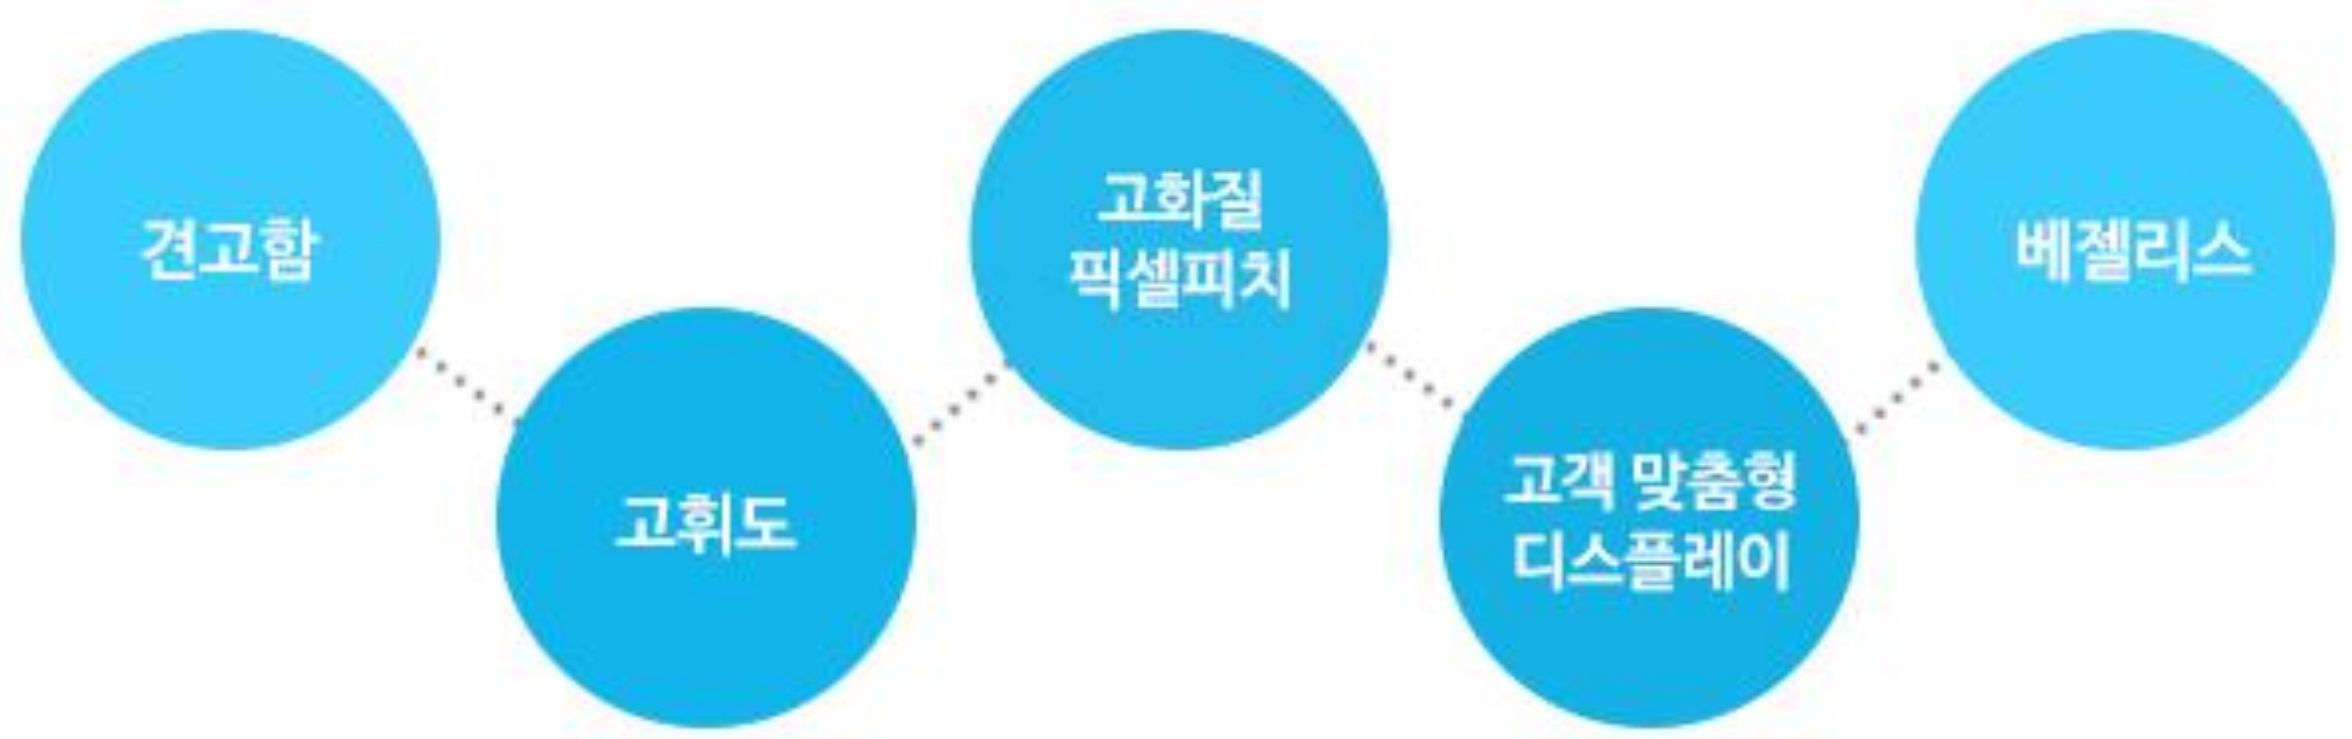 견고함
고휘도
고화질
픽셀피치
고객 맞춤형
디스플레이
베젤리스